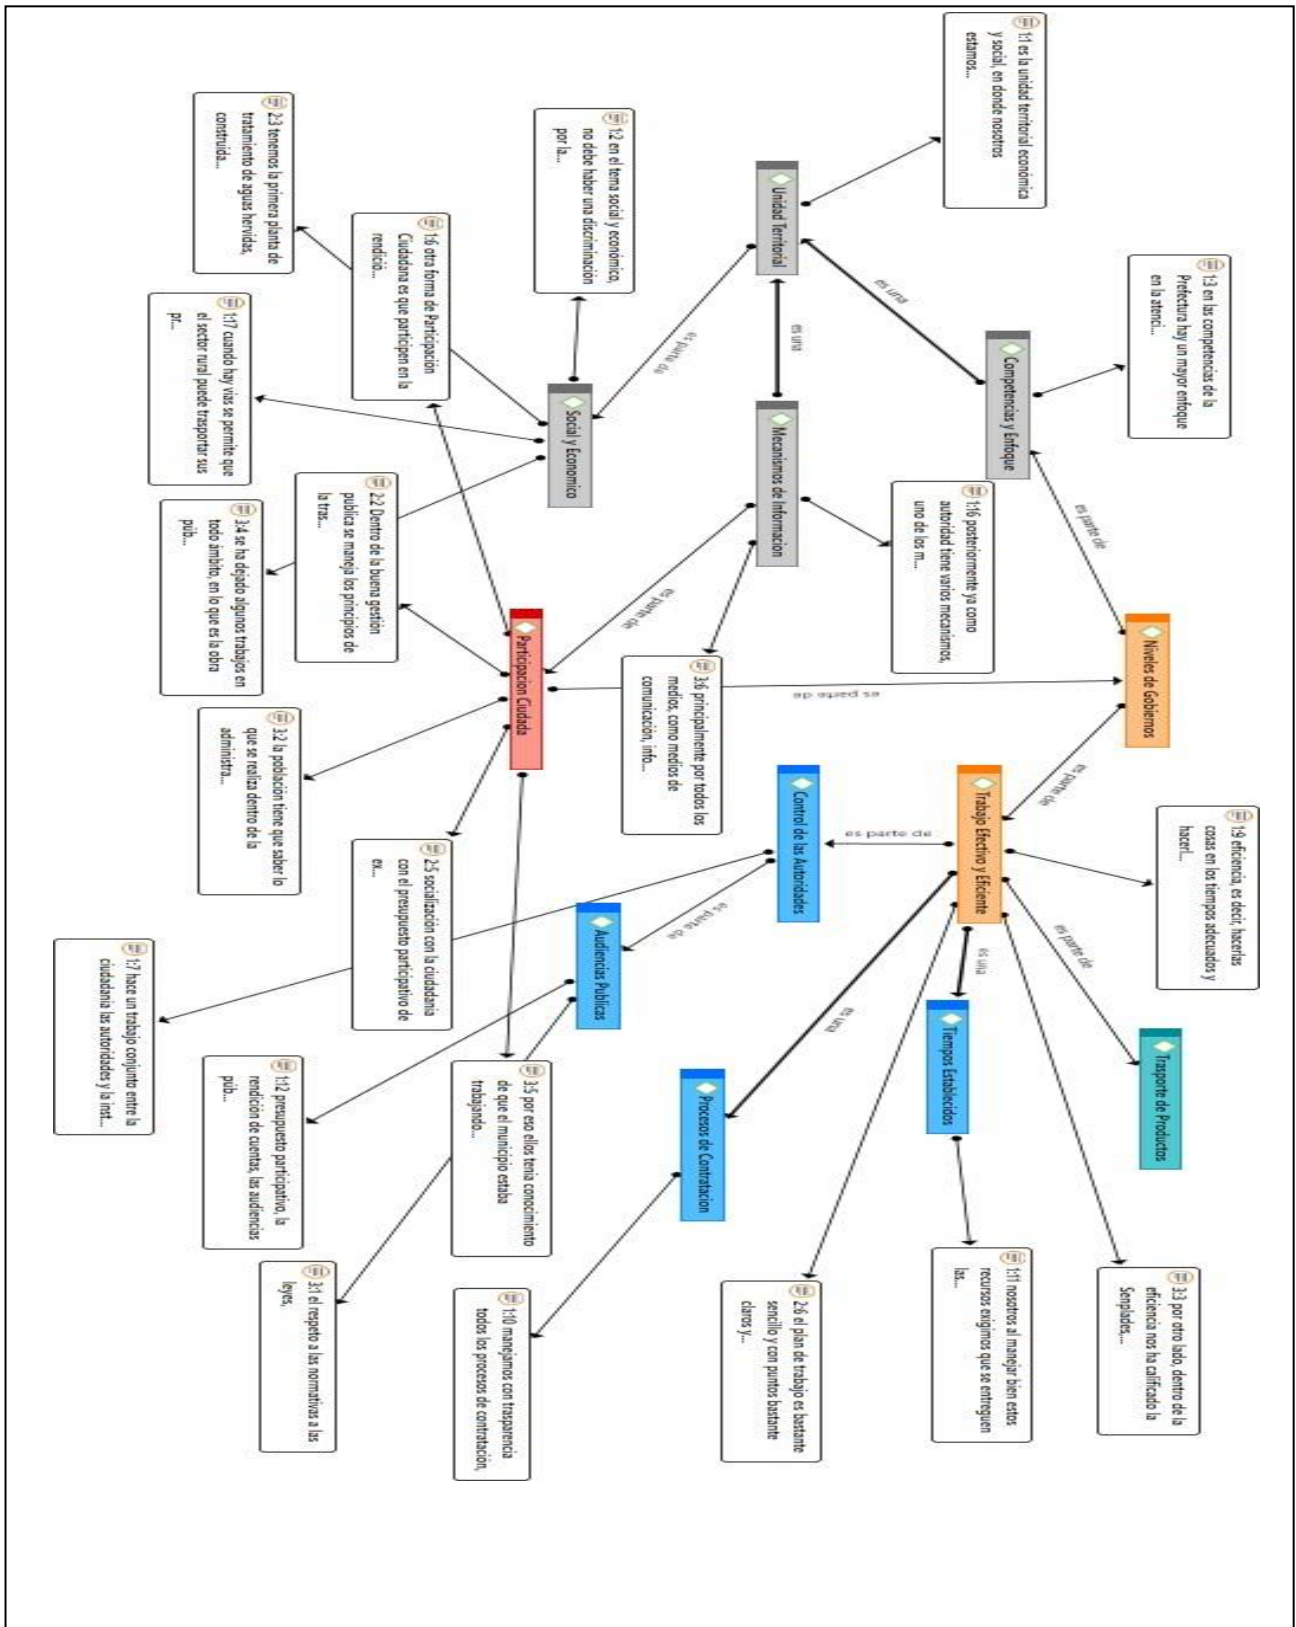 1:9 eficiencia, es decir, hacerlas
cosas en los tiempos adecuados y
hacerl...
1:3 en las competencias de la
Prefectura hay un mayor enfoque
en la atenci...
3:3 por otro lado, dentro de la
eficiencia nos ha calificado la
Senplades,...
Niveles de Gobiernos
Trasporte de Productos
es parte de
es parte de
es parte de
1:1 es la unidad territorial económica
y social, en donde nosotros
estamos...
Competencias y Enfoque
1:16 posteriormente ya como
autoridad tiene varios mecanismos,
uno de los m...
Trabajo Efectivo y Eficiente
es una
Tiempos Establecidos
1:11 nosotros al manejar bien estos
recursos exigimos que se entreguen
las...
es una
es parte de
es parte de
es una
Unidad Territorial
es una
Mecanismos de Informacion
3:6 principalmente por todos los
medios, como medios de
comunicación, info...
Control de las Autoridades
2:6 el plan de trabajo es bastante
sencillo y con puntos bastante
claros y...
es parte de
es parte de
es parte de
Procesos de Contratacion
1:2 en el tema social y económico,
no debe haber una discriminación
por la...
Social y Economico
Participacion Ciudada
Audiencias Publicas
3:5 por eso ellos tenia conocimiento
de que el municipio estaba
trabajando...
1:10 manejamos con trasparencia
todos los procesos de contratación,
1:6 otra forma de Participación
Ciudadana es que participen en la
rendició...
2:2 Dentro de la buena gestión
publica se maneja los principios de
la tras...
2:5 socialización con la ciudadanía
con el presupuesto participativo de
ex...
2:3 tenemos la primera planta de
tratamiento de aguas hervidas,
construida...
1:17 cuando hay vías se permite que
el sector rural puede trasportar sus
pr...
3:4 se ha dejado algunos trabajos en
todo ámbito, en lo que es la obra
púb...
3:2 la población tiene que saber lo
que se realiza dentro de la
administra...
1:12 presupuesto participativo, la
rendición de cuentas, las audiencias
púb...
3:1 el respeto a las normativas a las
leyes,
1:7 hace un trabajo conjunto entre la
ciudadanía las autoridades y la inst...